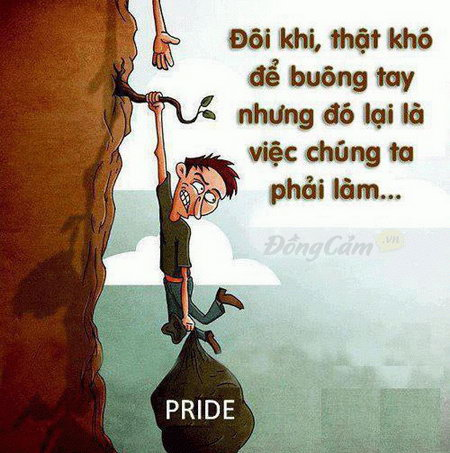 Đôi khi, thật khó
để buông tay
nhưng đó lại là
việc chúng ta
phải làm...
ĐồngCảm.vn
PRIDE